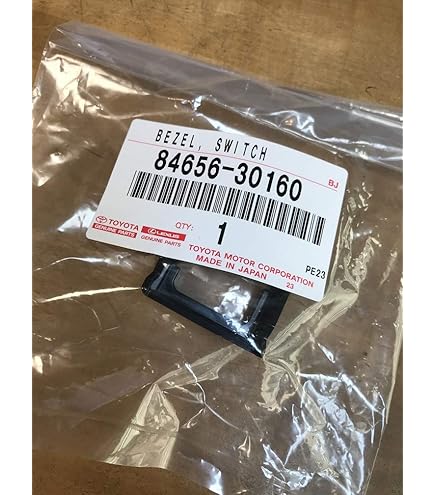 BEZEL, SWITCH
84656-30160
BJ
TOYOTA
GENUINE PARTS
LEXUS
GENUINE PARTS
QTY:
1
PE23
TOYOTA MOTOR CORPORATION
MADE IN JAPAN
23